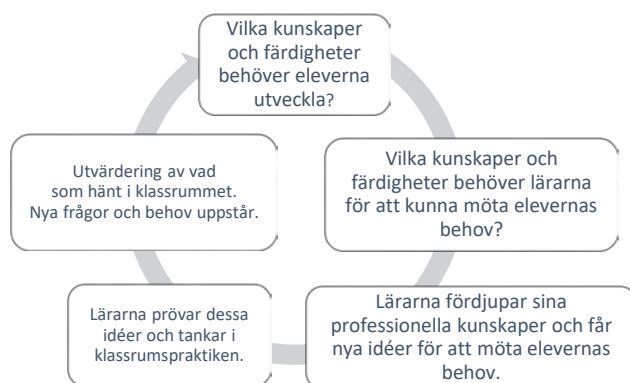 Vilka kunskaper
och färdigheter
behöver eleverna
utveckla?
Vilka kunskaper och
färdigheter behöver lärarna
för att kunna möta elevernas
behov?
Lärarna fördjupar sina
professionella kunskaper och får
nya idéer för att möta elevernas
behov.
Lärarna prövar dessa
idéer och tankar i
klassrumspraktiken.
Utvärdering av vad
som hänt i klassrummet.
Nya frågor och behov uppstår.